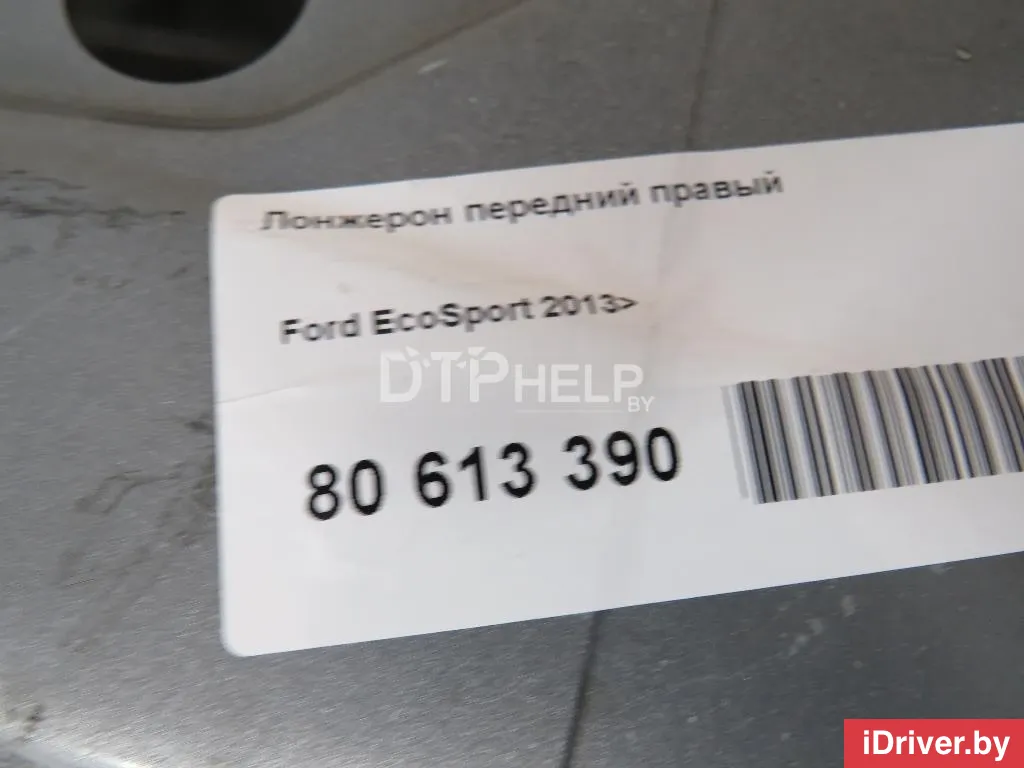 Лонжерон передний правый
Ford EcoSport 2013>
DTPHELP
BY
80 613 390
iDriver.by